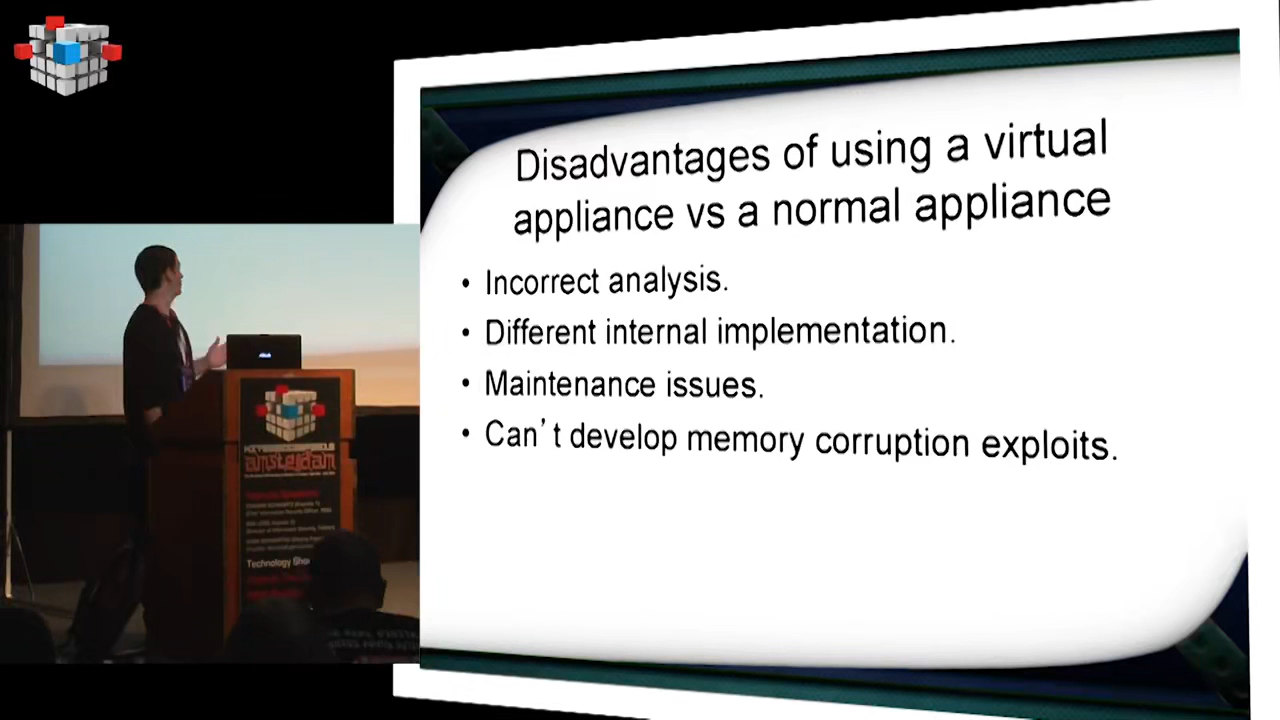 Disadvantages of using a virtual
appliance vs a normal appliance
• Incorrect analysis.
• Different internal implementation.
• Maintenance issues.
• Can’t develop memory corruption exploits.
amsterdam
Technology